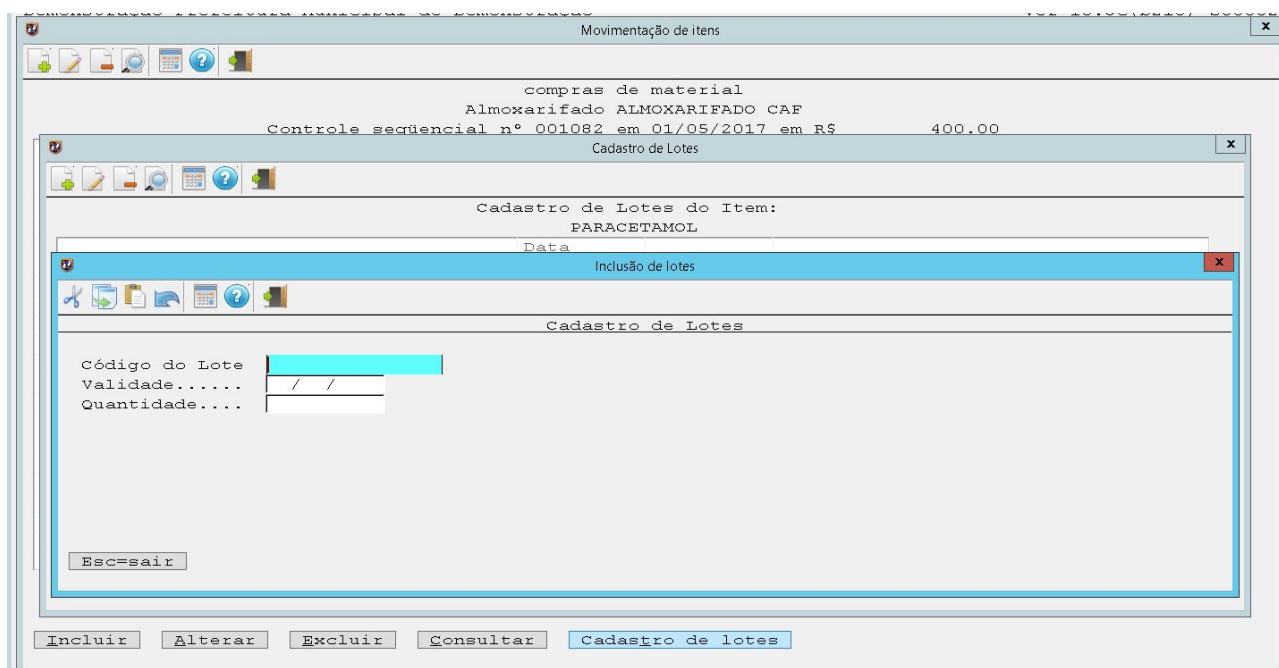 Movimentação de itens
x
compras de material
Almoxarifado ALMOXARIFADO CAF
Controle seqüencial nº 001082 em 01/05/2017 em R$ 400.00
Cadastro de Lotes
x
Cadastro de Lotes do Item:
PARACETAMOL
Data
Inclusão de lotes
x
Cadastro de Lotes
Código do Lote
Validade...... / /
Quantidade....
Esc=sair
Incluir Alterar Excluir Consultar Cadastro de lotes